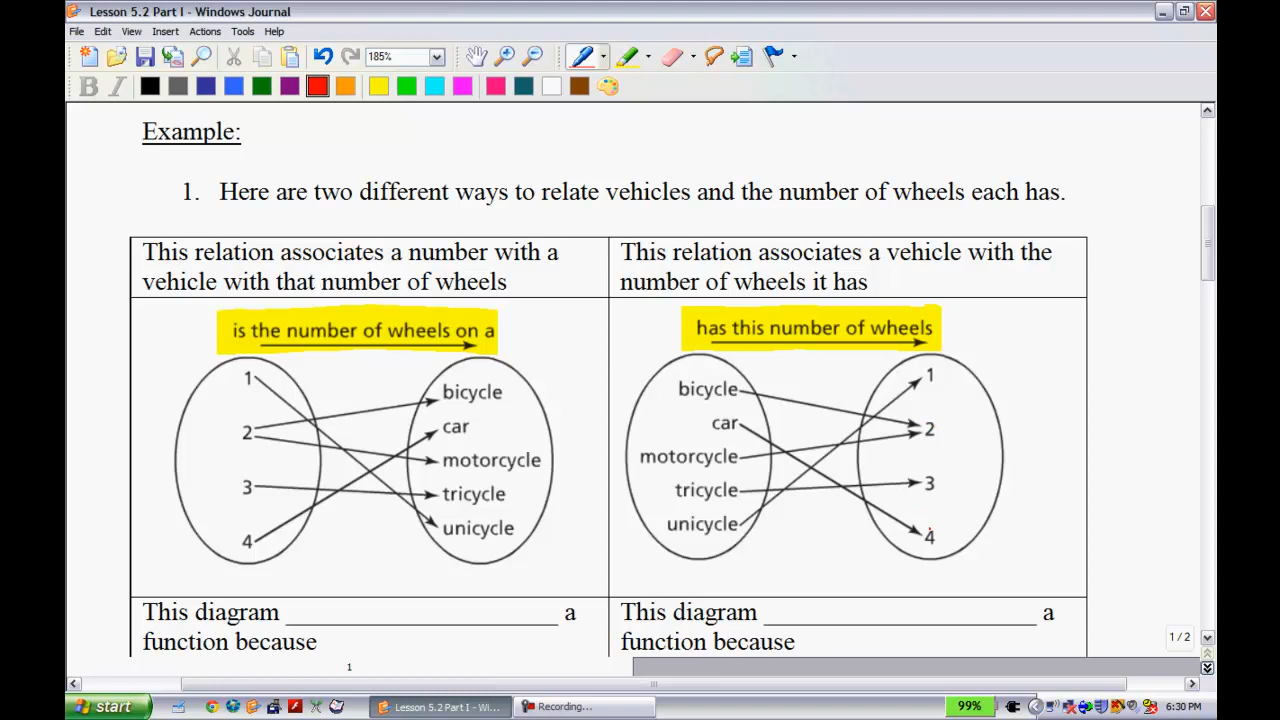 Lesson 5.2 Part I - Windows Journal
File Edit View Insert Actions Tools Help
185%
B I
Example:
1. Here are two different ways to relate vehicles and the number of wheels each has.
This relation associates a number with a
vehicle with that number of wheels
is the number of wheels on a
1
2
3
4
bicycle
car
motorcycle
tricycle
unicycle
This diagram ______________________ a
function because
This relation associates a vehicle with the
number of wheels it has
has this number of wheels
bicycle
car
motorcycle
tricycle
unicycle
1
2
3
4
This diagram ______________________ a
function because
1
1 / 2
start
Lesson 5.2 Part I - Wi...
Recording...
99%
6:30 PM